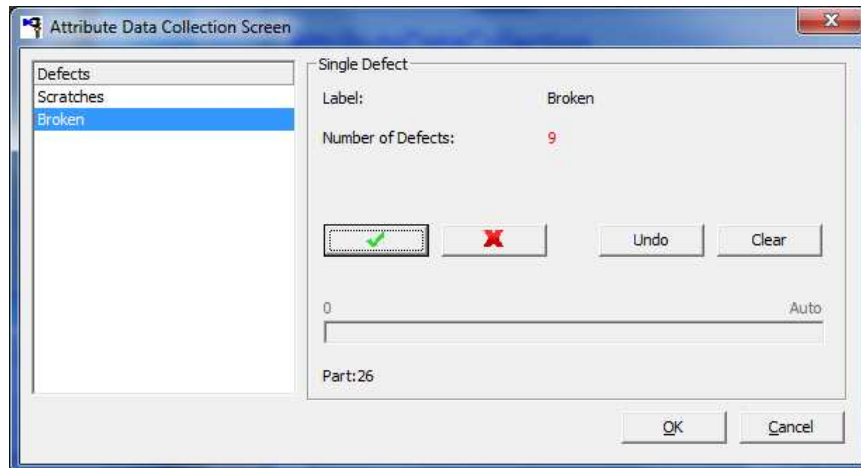 Attribute Data Collection Screen
Defects
Scratches
Broken
Single Defect
Label: Broken
Number of Defects: 9
Undo Clear
0 Auto
Part:26
OK Cancel